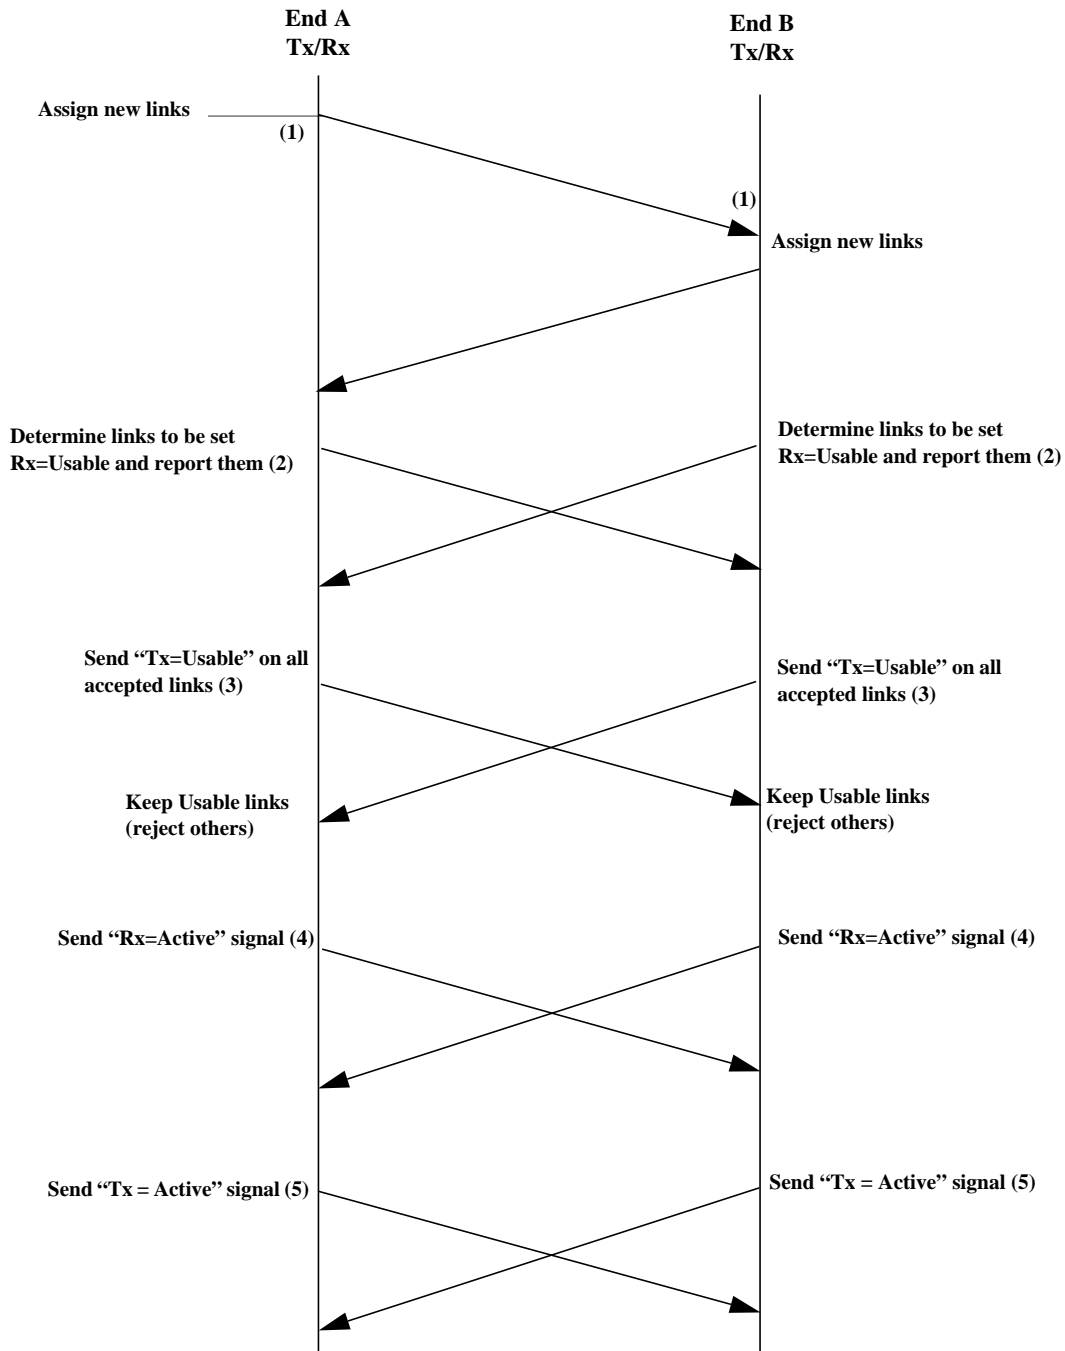 End A
Tx/Rx
End B
Tx/Rx
Assign new links
(1)
(1)
Assign new links
Determine links to be set
Rx=Usable and report them (2)
Determine links to be set
Rx=Usable and report them (2)
Send “Tx=Usable” on all
accepted links (3)
Send “Tx=Usable” on all
accepted links (3)
Keep Usable links
(reject others)
Keep Usable links
(reject others)
Send “Rx=Active” signal (4)
Send “Rx=Active” signal (4)
Send “Tx = Active” signal (5)
Send “Tx = Active” signal (5)